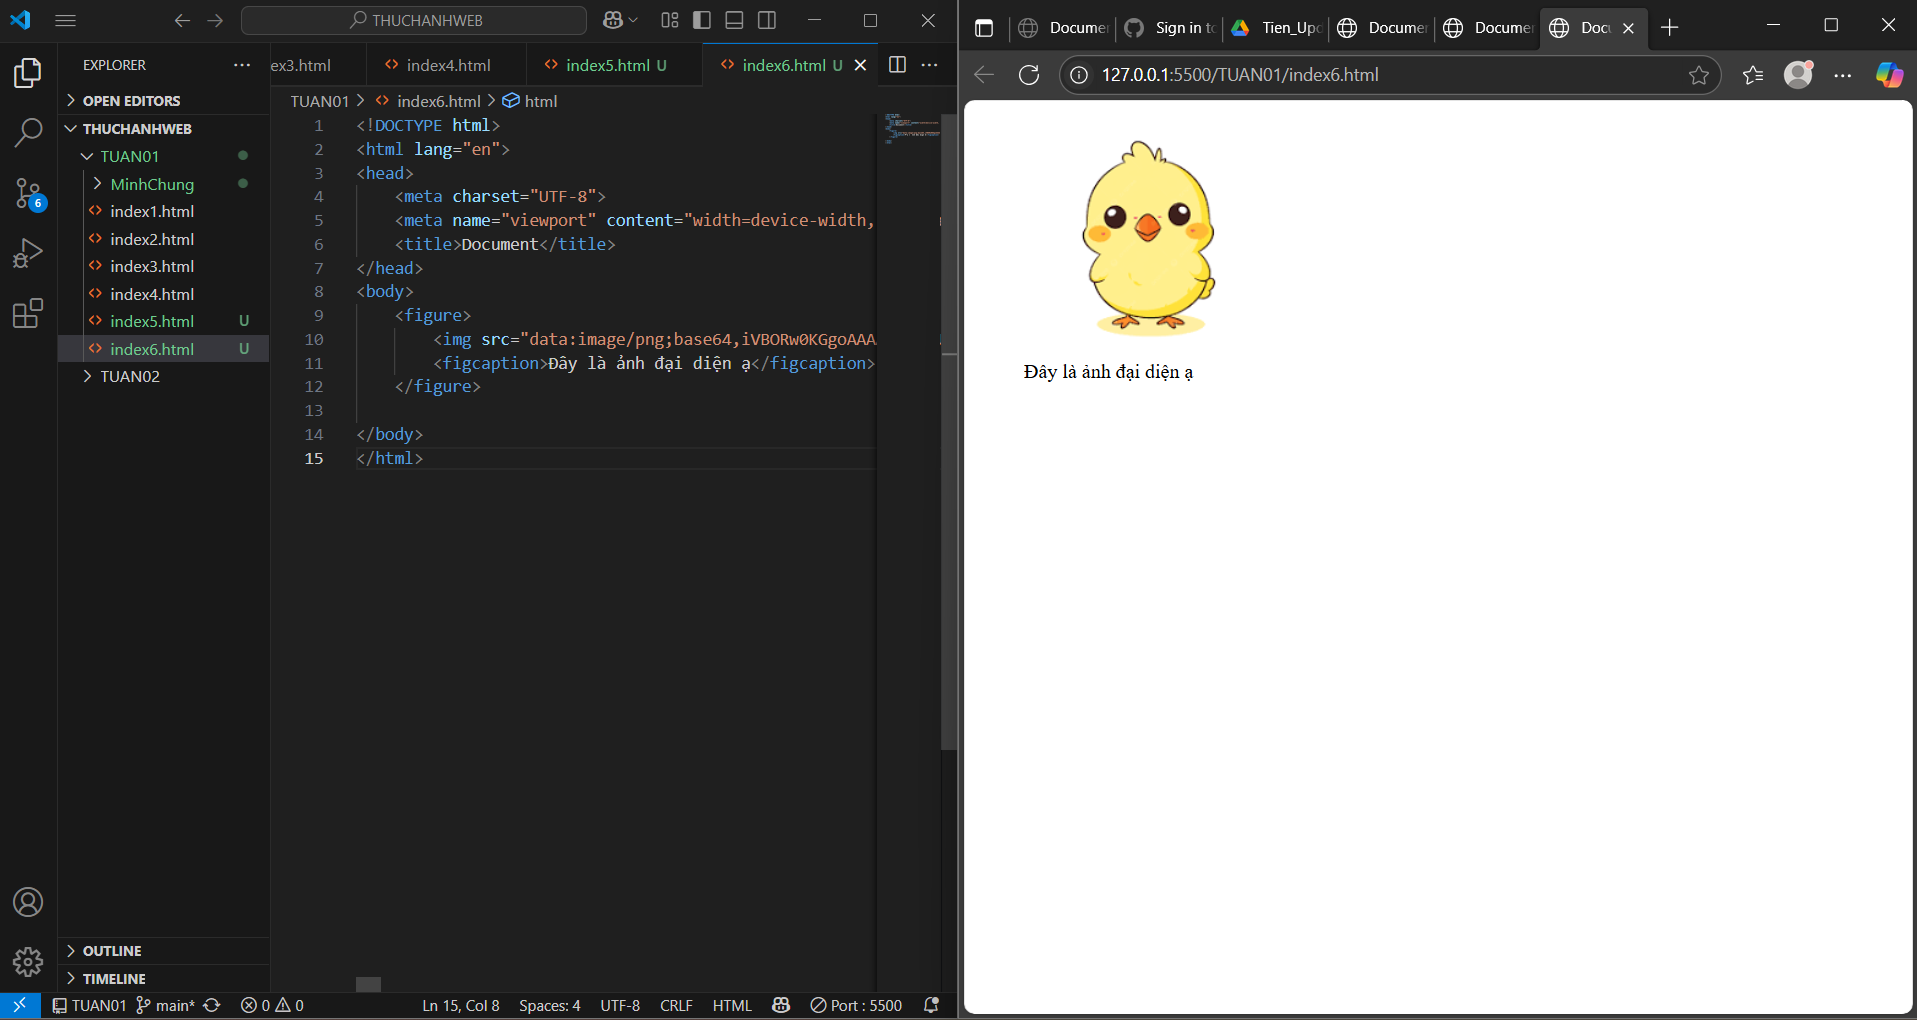 THUCHANHWEB
EXPLORER
OPEN EDITORS
THUCHANHWEB
TUAN01
MinhChung
index1.html
index2.html
index3.html
index4.html
index5.html U
index6.html U
TUAN02
OUTLINE
TIMELINE
ex3.html
index4.html
index5.html U
index6.html U
TUAN01 > index6.html > html
1 <!DOCTYPE html>
2 <html lang="en">
3 <head>
4 <meta charset="UTF-8">
5 <meta name="viewport" content="width=device-width,
6 <title>Document</title>
7 </head>
8 <body>
9 <figure>
10 <img src="data:image/png;base64,iVBORw0KGgoAAA
11 <figcaption>Đây là ảnh đại diện ạ</figcaption>
12 </figure>
13
14 </body>
15 </html>
6
TUAN01 main* 0 0 Ln 15, Col 8 Spaces: 4 UTF-8 CRLF HTML Port : 5500
Docume
Sign in to
Tien_Upd
Docume
Docume
Docu
127.0.0.1:5500/TUAN01/index6.html
Đây là ảnh đại diện ạ